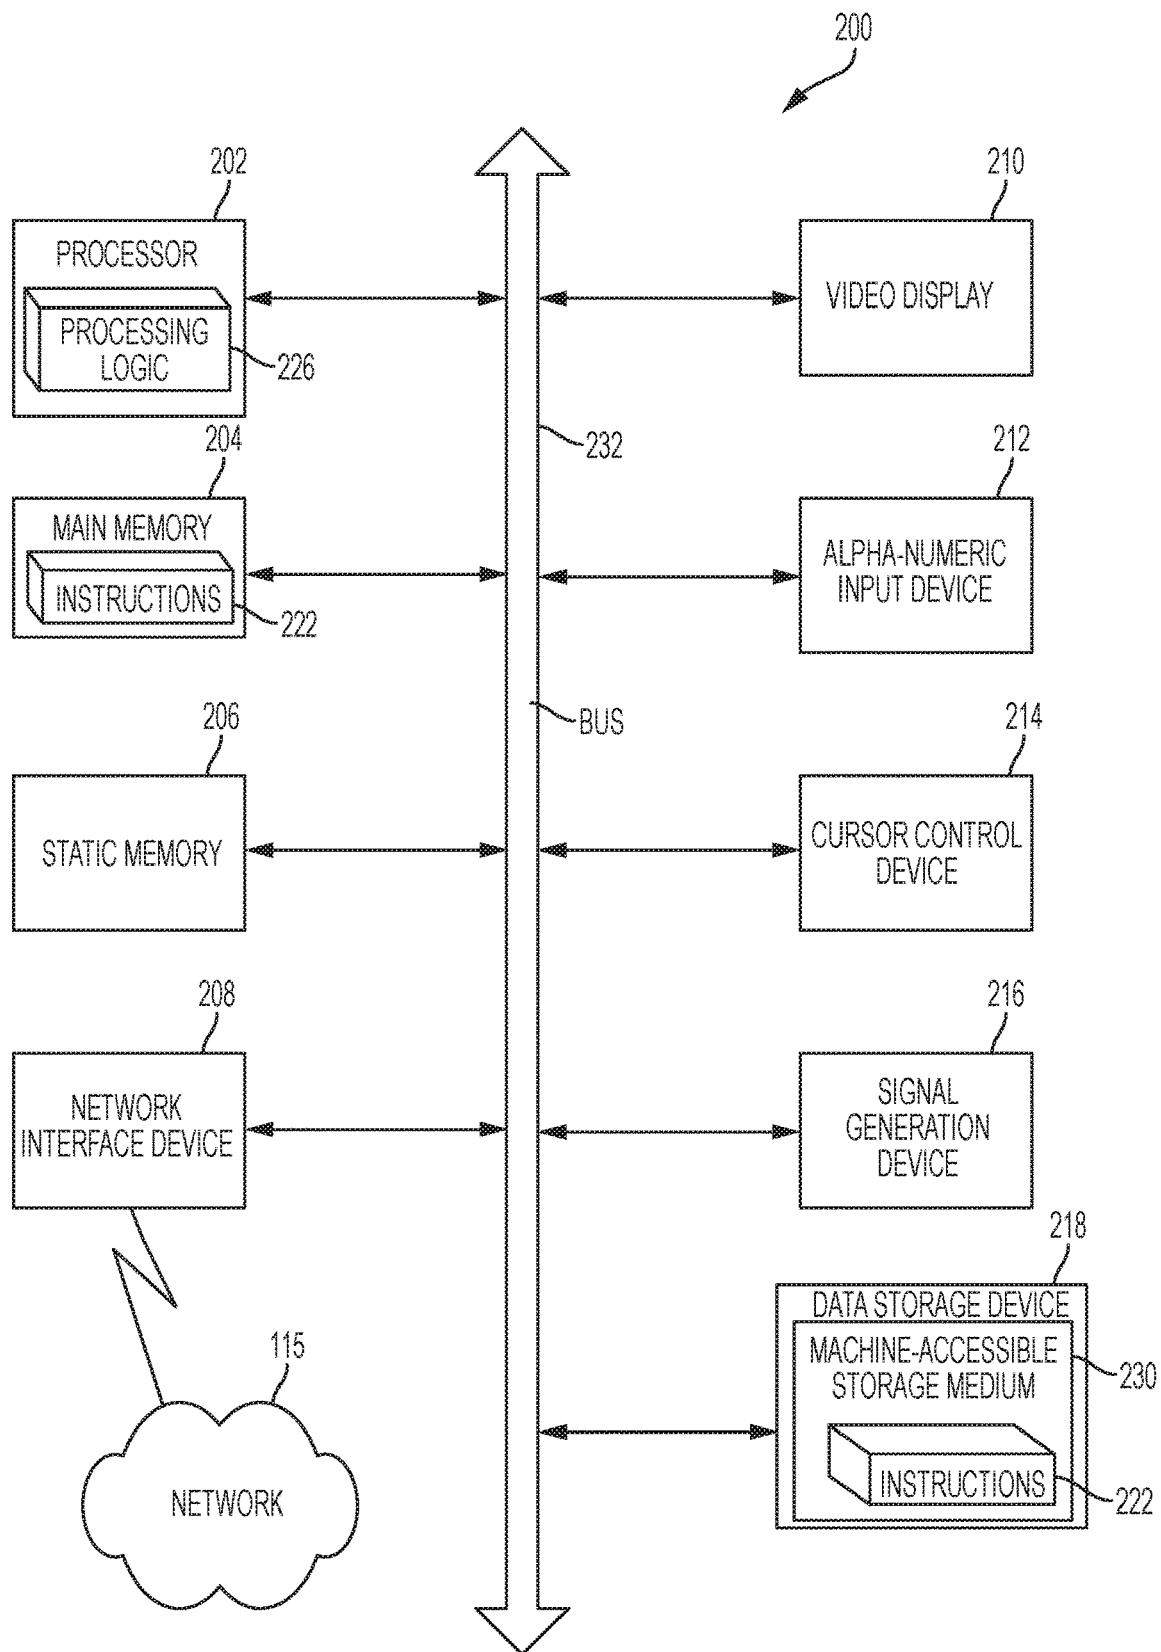 200
202
PROCESSOR
PROCESSING
LOGIC
226
210
VIDEO DISPLAY
232
204
MAIN MEMORY
INSTRUCTIONS
222
212
ALPHA-NUMERIC
INPUT DEVICE
BUS
206
STATIC MEMORY
214
CURSOR CONTROL
DEVICE
208
NETWORK
INTERFACE DEVICE
216
SIGNAL
GENERATION
DEVICE
115
NETWORK
218
DATA STORAGE DEVICE
MACHINE-ACCESSIBLE
STORAGE MEDIUM
230
INSTRUCTIONS
222